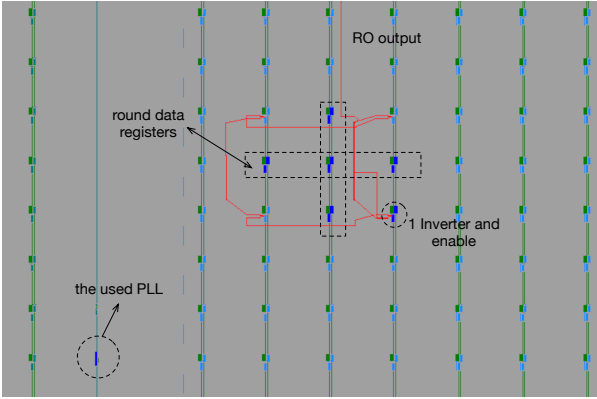 RO output
round data
registers
1 Inverter and
enable
the used PLL